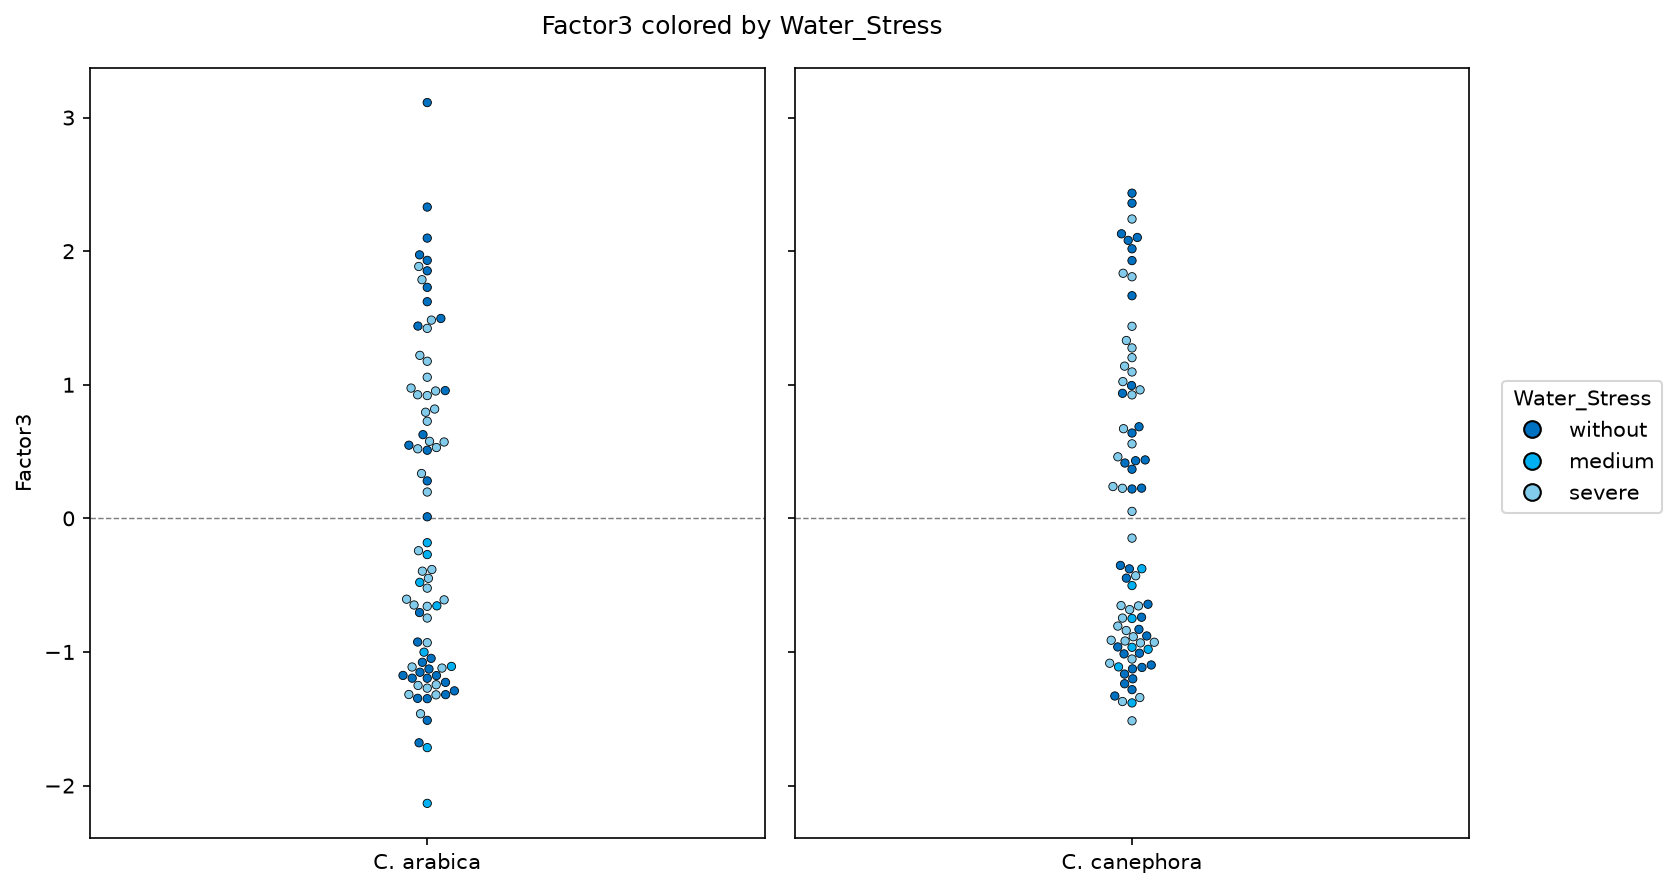 Factor3 colored by Water_Stress
3
2
1
0
−1
−2
Factor3
C. arabica
C. canephora
Water_Stress
without
medium
severe